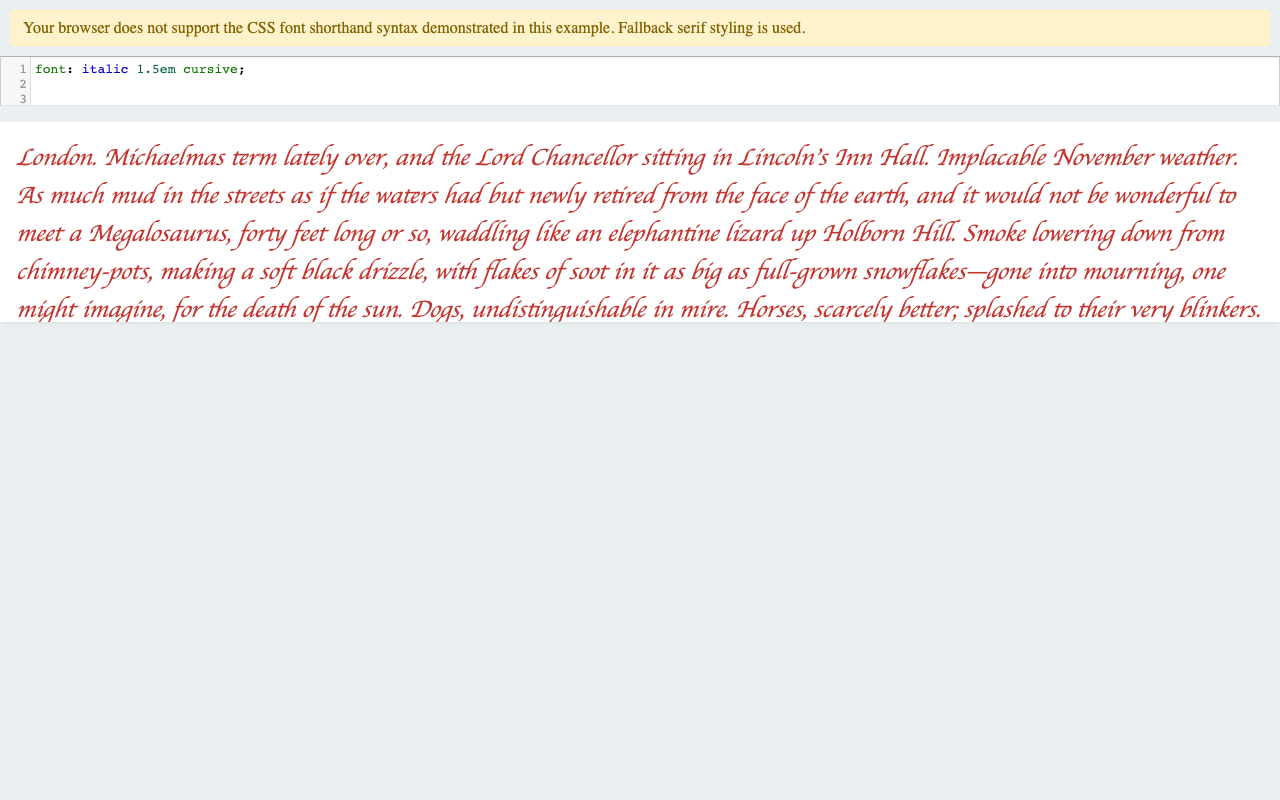 Your browser does not support the CSS font shorthand syntax demonstrated in this example. Fallback serif styling is used.
1 font: italic 1.5em cursive;
2
3
London. Michaelmas term lately over, and the Lord Chancellor sitting in Lincoln's Inn Hall. Implacable November weather.
As much mud in the streets as if the waters had but newly retired from the face of the earth, and it would not be wonderful to
meet a Megalosaurus, forty feet long or so, waddling like an elephantine lizard up Holborn Hill. Smoke lowering down from
chimney-pots, making a soft black drizzle, with flakes of soot in it as big as full-grown snowflakes—gone into mourning, one
might imagine, for the death of the sun. Dogs, undistinguishable in mire. Horses, scarcely better; splashed to their very blinkers.